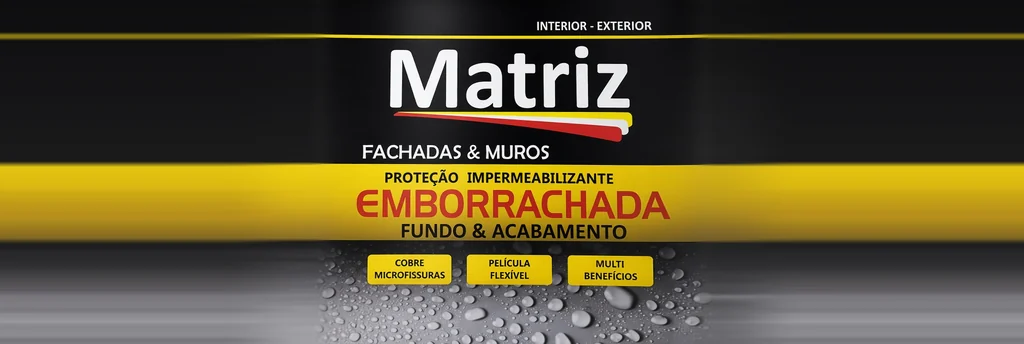 INTERIOR - EXTERIOR
Matriz
FACHADAS & MUROS
PROTEÇÃO IMPERMEABILIZANTE
EMBORRACHADA
FUNDO & ACABAMENTO
COBRE
MICROFISSURAS
PELÍCULA
FLEXÍVEL
MULTI
BENEFÍCIOS